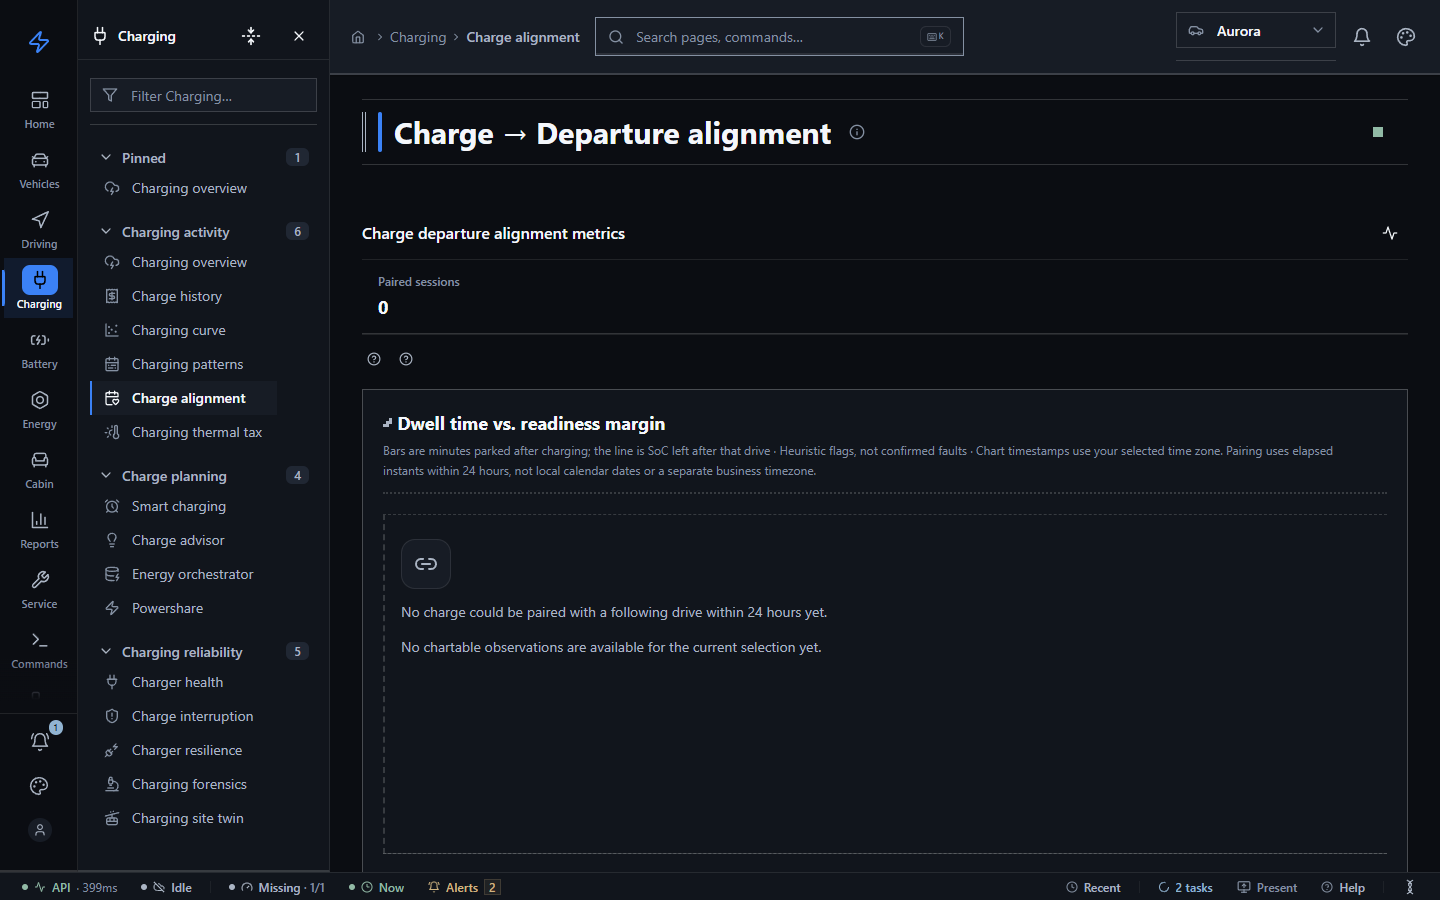 Home
Vehicles
Driving
Charging
Battery
Energy
Cabin
Reports
Service
Commands
1
Charging
Filter Charging...
Pinned 1
Charging overview
Charging activity 6
Charging overview
Charge history
Charging curve
Charging patterns
Charge alignment
Charging thermal tax
Charge planning 4
Smart charging
Charge advisor
Energy orchestrator
Powershare
Charging reliability 5
Charger health
Charge interruption
Charger resilience
Charging forensics
Charging site twin
Charging Charge alignment
Search pages, commands... K
Aurora
Charge → Departure alignment
Charge departure alignment metrics
Paired sessions
0
Dwell time vs. readiness margin
Bars are minutes parked after charging; the line is SoC left after that drive · Heuristic flags, not confirmed faults · Chart timestamps use your selected time zone. Pairing uses elapsed
instants within 24 hours, not local calendar dates or a separate business timezone.
No charge could be paired with a following drive within 24 hours yet.
No chartable observations are available for the current selection yet.
API · 399ms Idle Missing · 1/1 Now Alerts 2 Recent 2 tasks Present Help